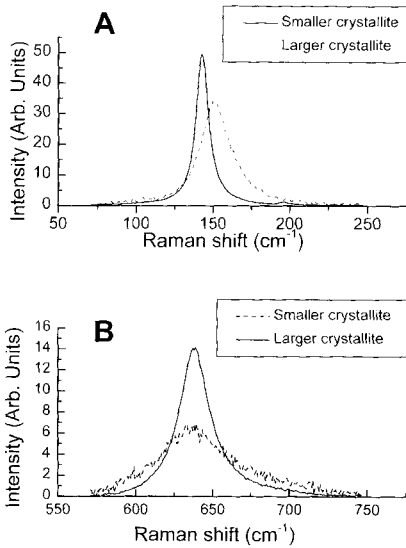 A
Smaller crystallite
Larger crystallite
Intensity (Arb. Units)
50
40
30
20
10
0
50 100 150 200 250
Raman shift (cm⁻¹)
B
Smaller crystallite
Larger crystallite
Intensity (Arb. Units)
16
14
12
10
8
6
4
2
0
550 600 650 700 750
Raman shift (cm⁻¹)